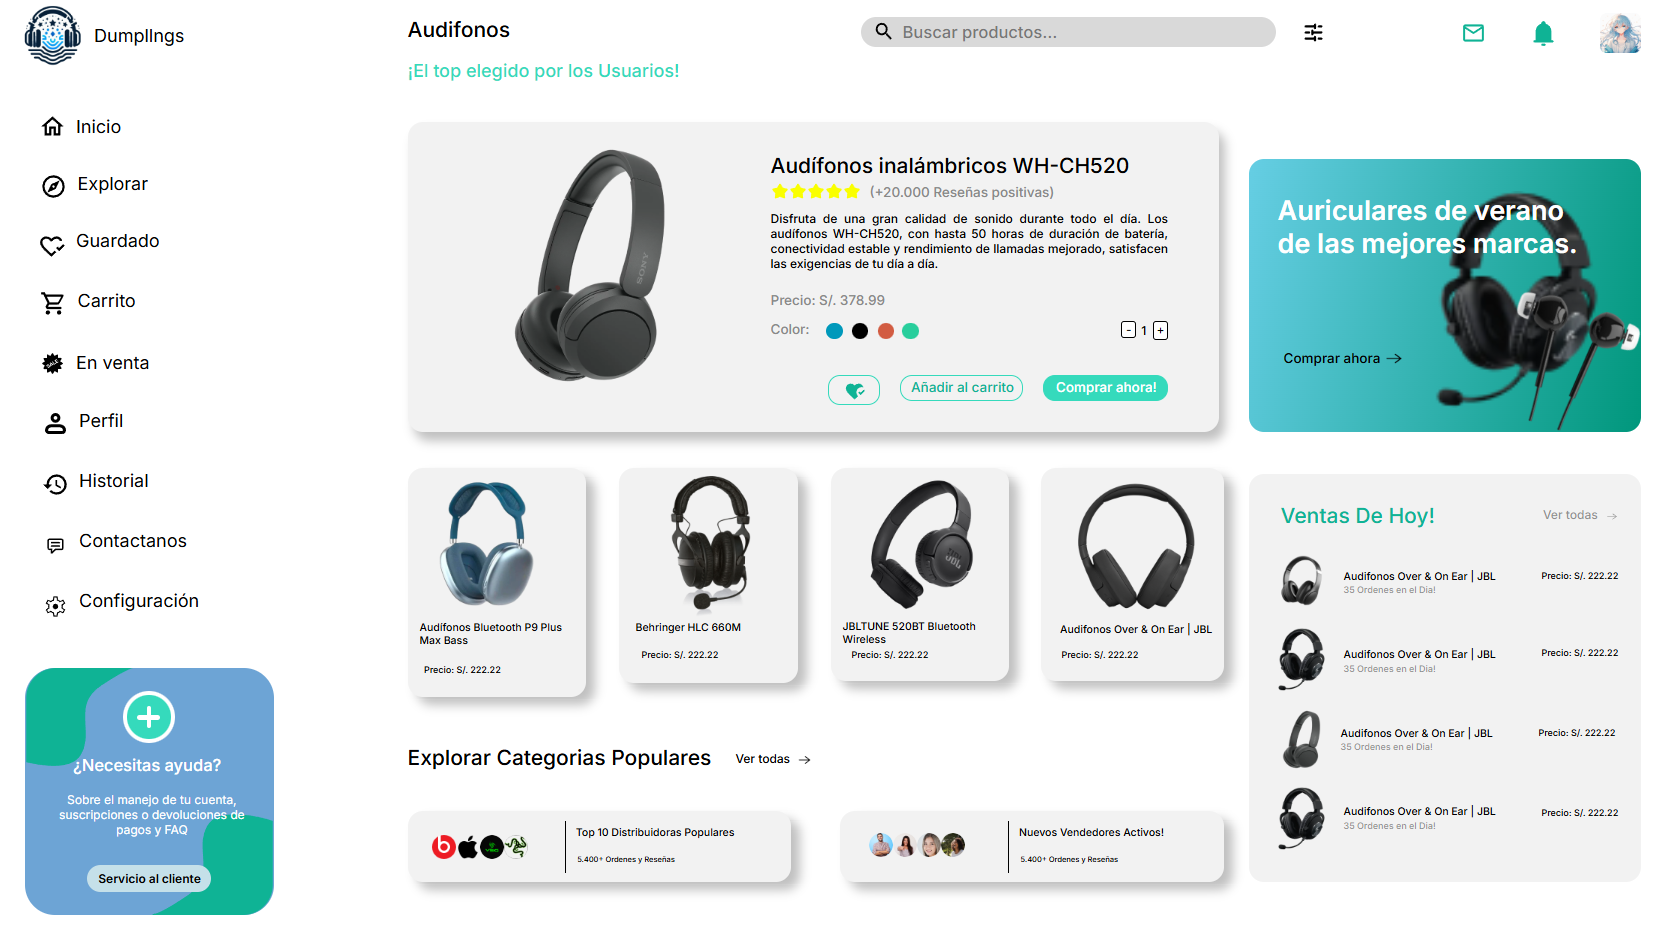 DumplIngs
Audifonos
Buscar productos...
¡El top elegido por los Usuarios!
Inicio
Explorar
Guardado
Carrito
En venta
Perfil
Historial
Contactanos
Configuración
¿Necesitas ayuda?
Sobre el manejo de tu cuenta,
suscripciones o devoluciones de
pagos y FAQ
Servicio al cliente
SONY
Audífonos inalámbricos WH-CH520
(+20.000 Reseñas positivas)
Disfruta de una gran calidad de sonido durante todo el día. Los
audífonos WH-CH520, con hasta 50 horas de duración de batería,
conectividad estable y rendimiento de llamadas mejorado, satisfacen
las exigencias de tu día a día.
Precio: S/. 378.99
Color:
- 1 +
Añadir al carrito
Comprar ahora!
Auriculares de verano
de las mejores marcas.
Comprar ahora
Audífonos Bluetooth P9 Plus
Max Bass
Precio: S/. 222.22
Behringer HLC 660M
Precio: S/. 222.22
JBL
JBLTUNE 520BT Bluetooth
Wireless
Precio: S/. 222.22
Audifonos Over & On Ear | JBL
Precio: S/. 222.22
Ventas De Hoy!
Ver todas
Audifonos Over & On Ear | JBL
35 Ordenes en el Dia!
Precio: S/. 222.22
Audifonos Over & On Ear | JBL
35 Ordenes en el Dia!
Precio: S/. 222.22
Audifonos Over & On Ear | JBL
35 Ordenes en el Dia!
Precio: S/. 222.22
Audifonos Over & On Ear | JBL
35 Ordenes en el Dia!
Precio: S/. 222.22
Explorar Categorias Populares
Ver todas
Top 10 Distribuidoras Populares
5.400+ Ordenes y Reseñas
Nuevos Vendedores Activos!
5.400+ Ordenes y Reseñas